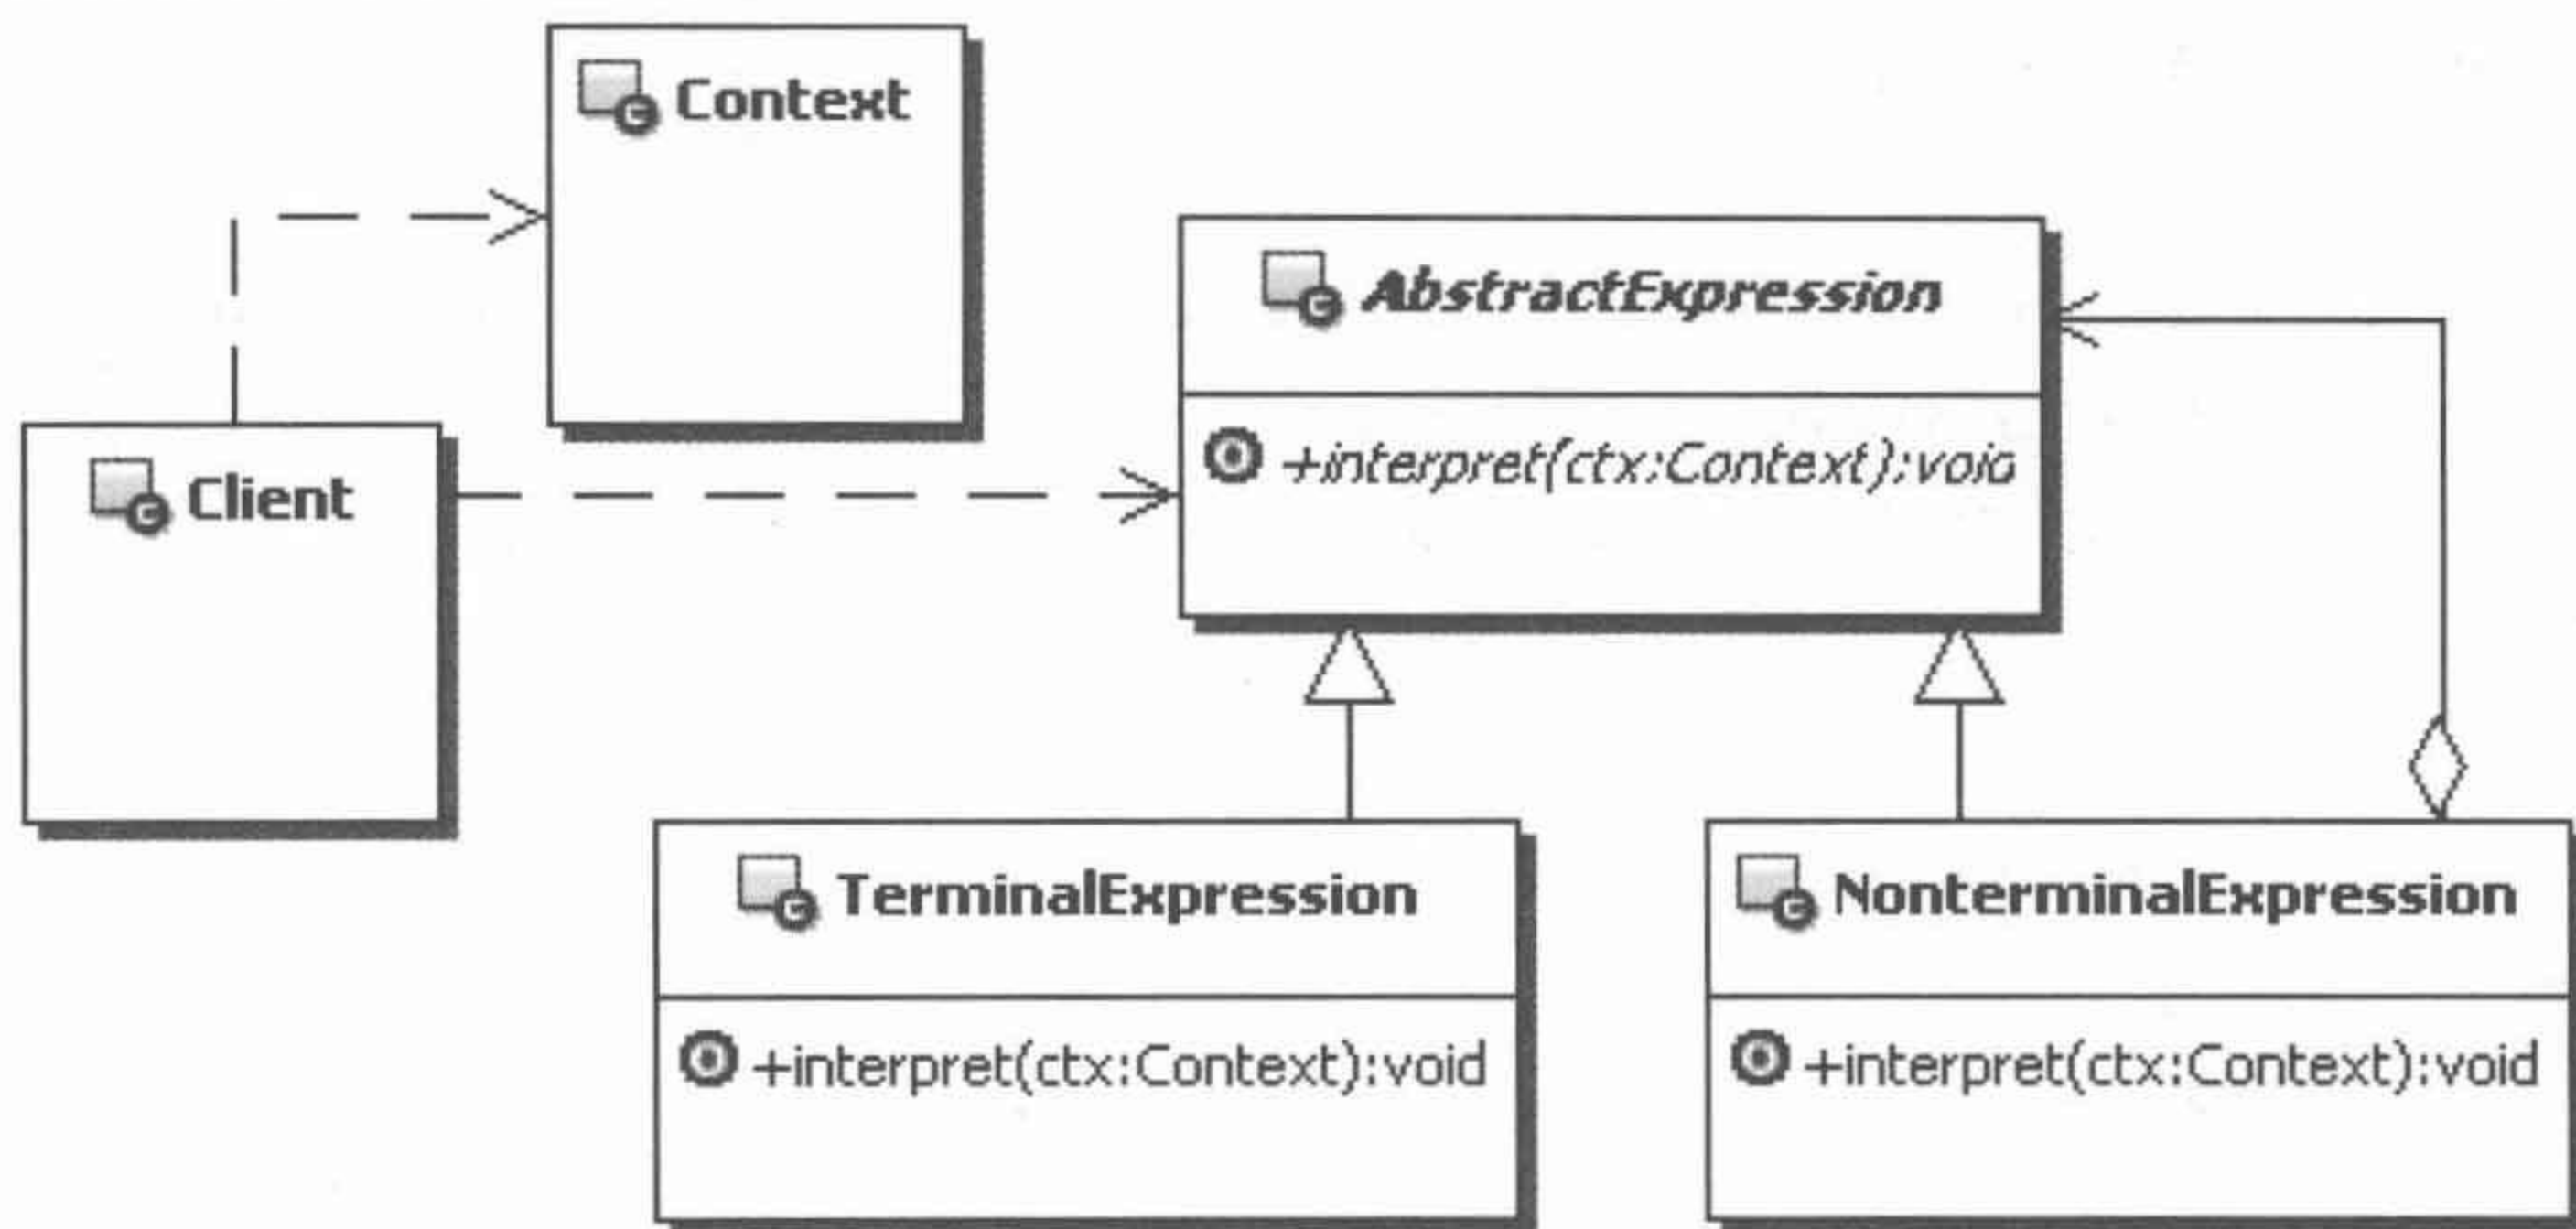 Context
AbstractExpression
+interpret(ctx:Context):void
Client
TerminalExpression
+interpret(ctx:Context):void
NonterminalExpression
+interpret(ctx:Context):void